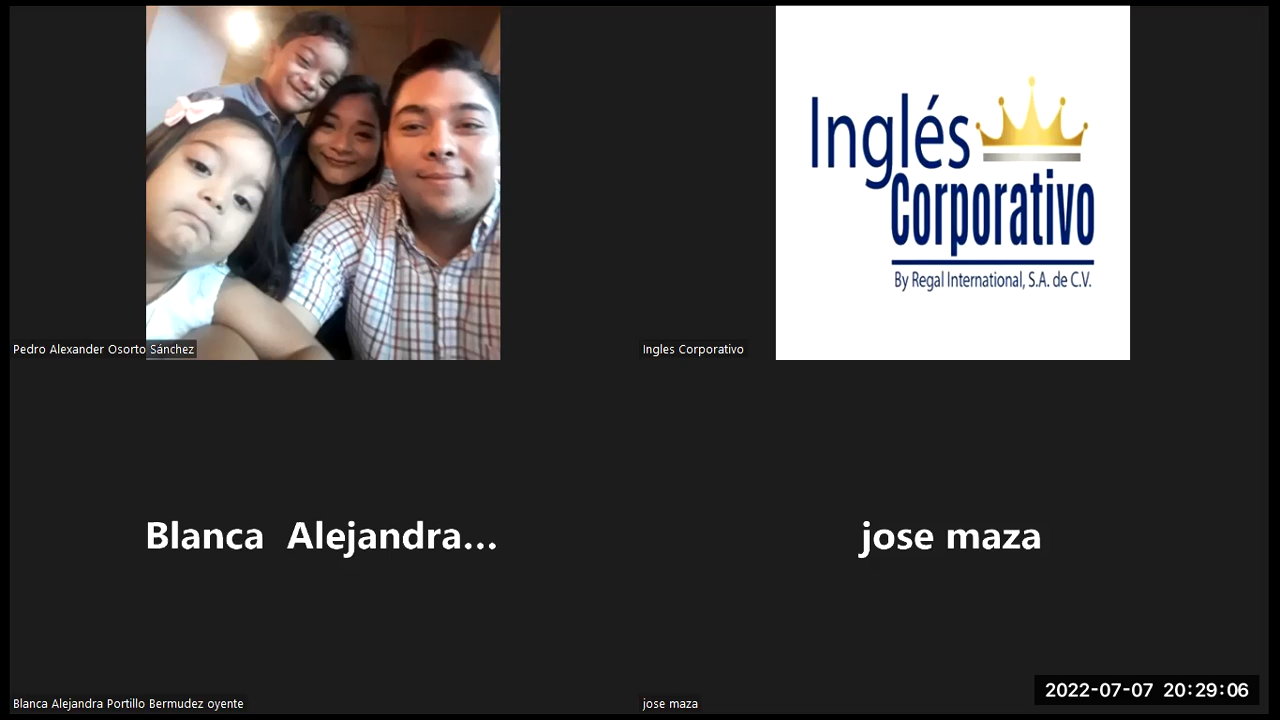 Pedro Alexander Osorto Sánchez
Inglés
Corporativo
By Regal International, S.A. de C.V.
Ingles Corporativo
Blanca Alejandra...
jose maza
Blanca Alejandra Portillo Bermudez oyente
jose maza
2022-07-07 20:29:06